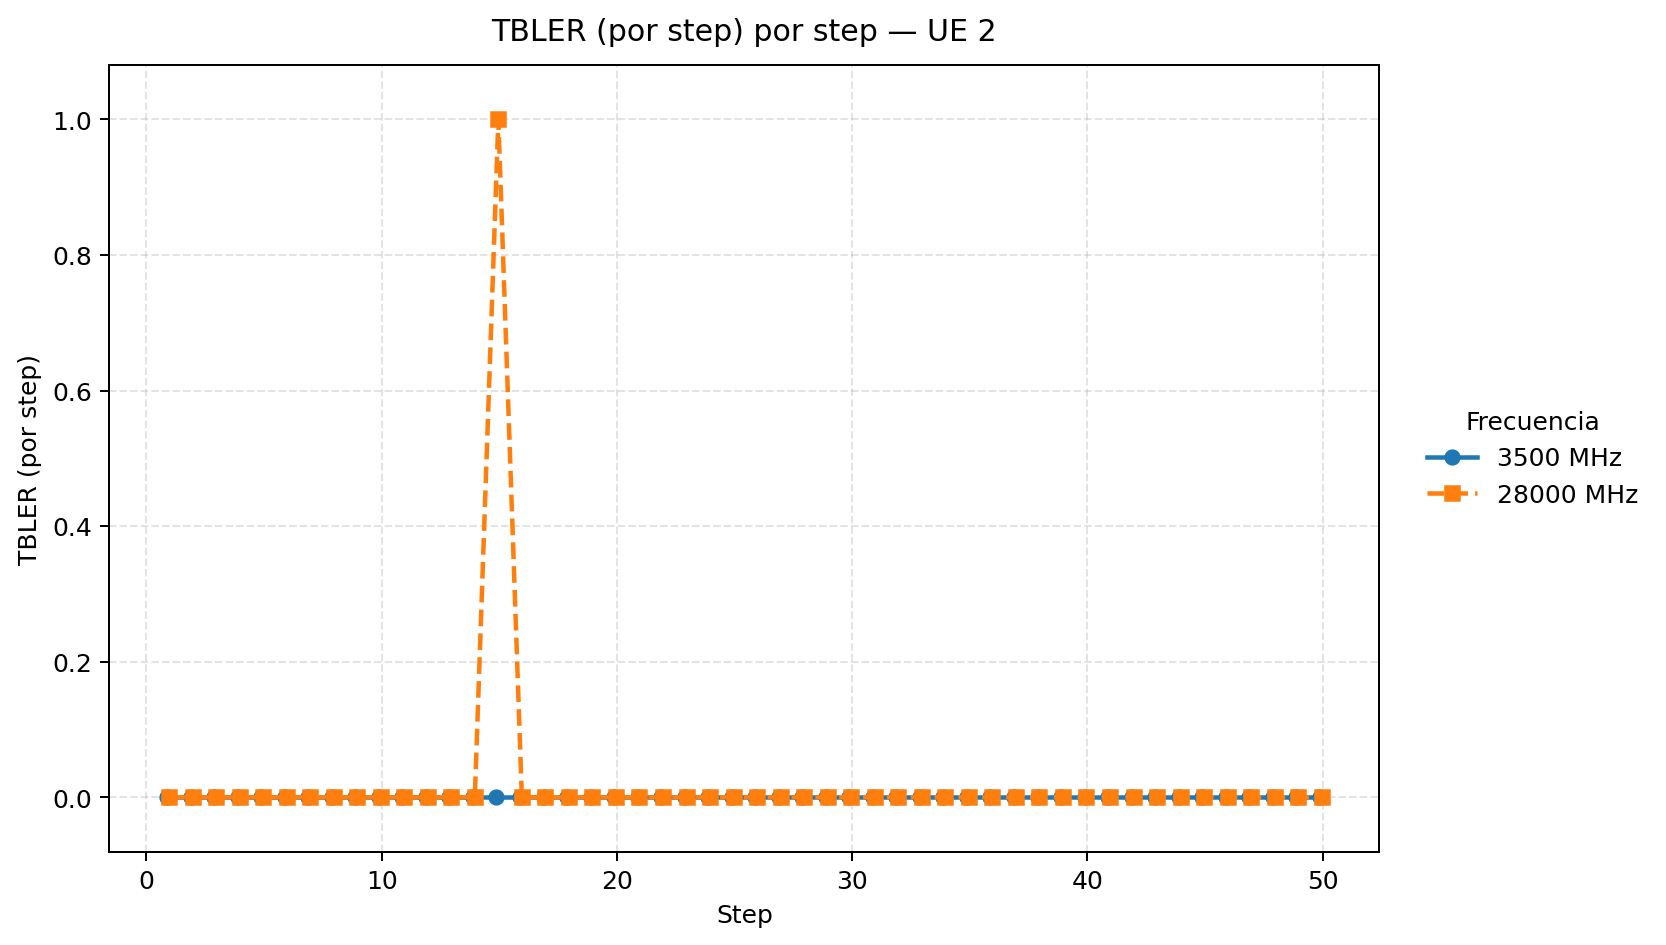 TBLER (por step) por step — UE 2
TBLER (por step)
1.0
0.8
0.6
0.4
0.2
0.0
0 10 20 30 40 50
Step
Frecuencia
3500 MHz
28000 MHz